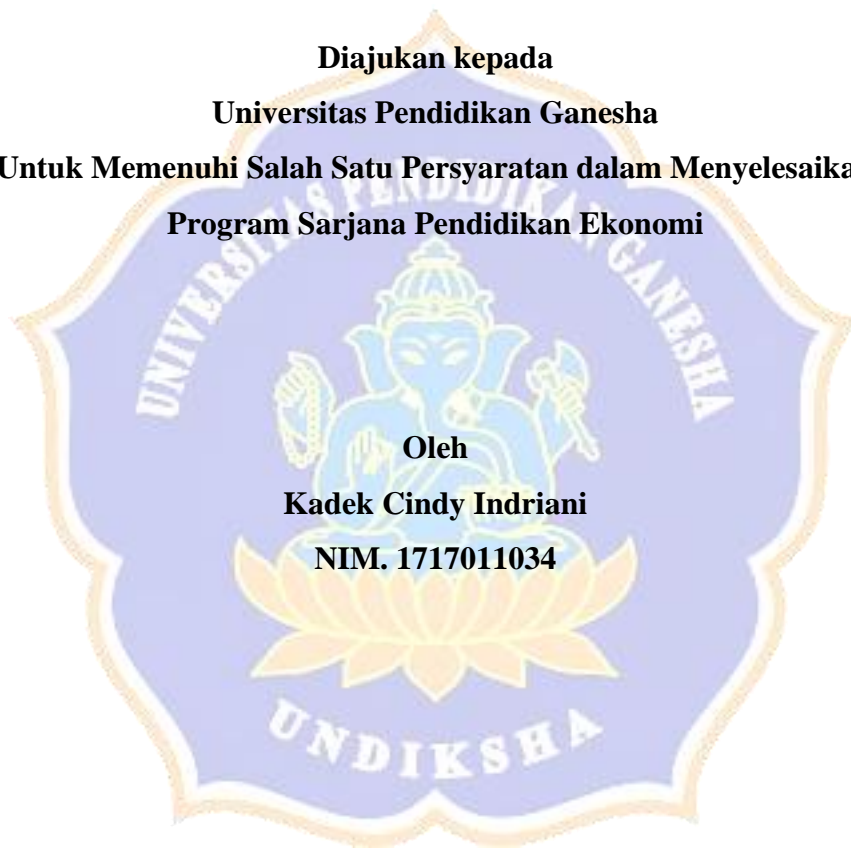 Diajukan kepada
Universitas Pendidikan Ganesha
Untuk Memenuhi Salah Satu Persyaratan dalam Menyelesaika
Program Sarjana Pendidikan Ekonomi
UNIVERSITAS PENDIDIKAN GANESHA
Oleh
Kadek Cindy Indriani
NIM. 1717011034
UNDIKSHA